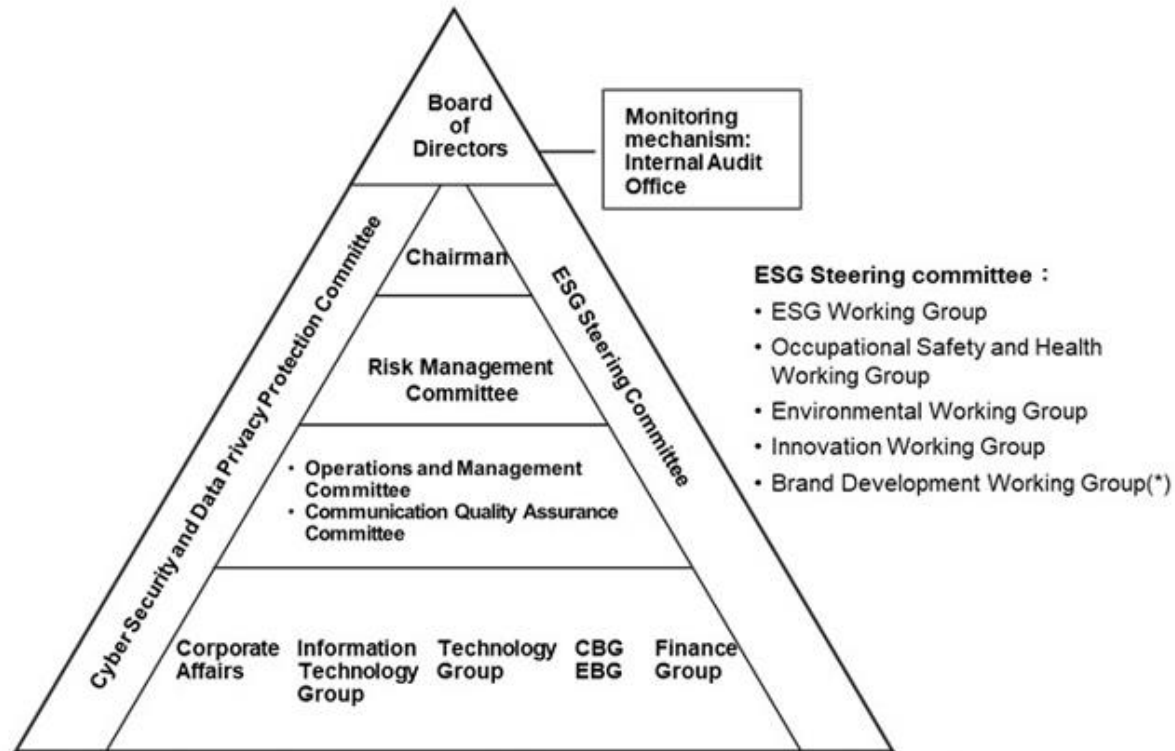 Board
of
Directors
Monitoring
mechanism:
Internal Audit
Office
Cyber Security and Data Privacy Protection Committee
Chairman
ESG Steering Committee
Risk Management
Committee
• Operations and Management
Committee
• Communication Quality Assurance
Committee
Corporate
Affairs
Information
Technology
Group
Technology
Group
CBG
EBG
Finance
Group
ESG Steering committee：
• ESG Working Group
• Occupational Safety and Health
Working Group
• Environmental Working Group
• Innovation Working Group
• Brand Development Working Group(*)